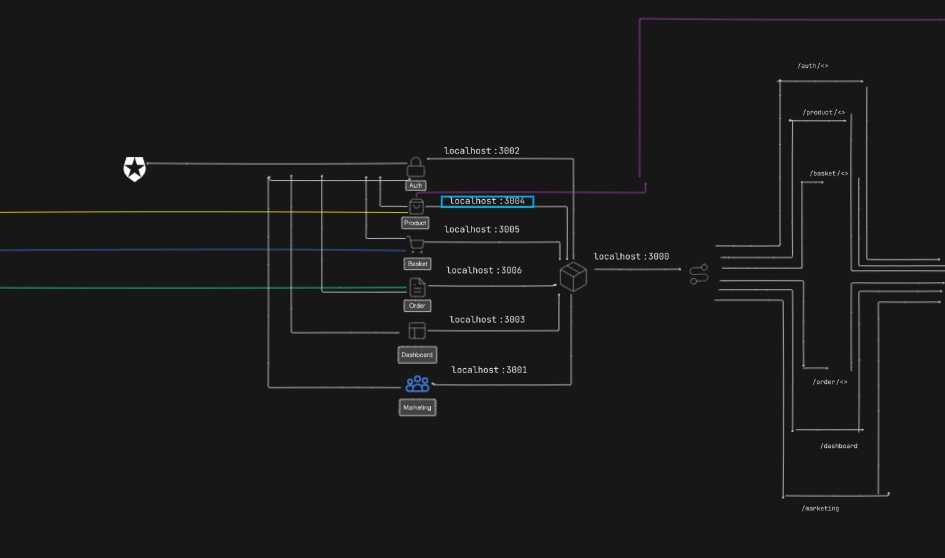 /auth/<>
/product/<>
localhost:3002
/basket/<>
Auth
localhost:3004
Product
localhost:3005
localhost:3000
Basket
localhost:3006
Order
localhost:3003
Dashboard
localhost:3001
/order/<>
Marketing
/dashboard
/marketing